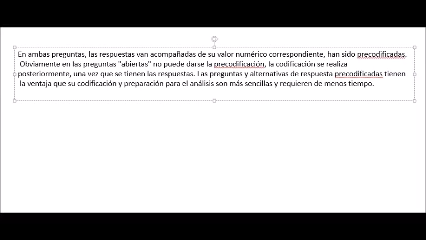 En ambas preguntas, las respuestas van acompañadas de su valor numérico correspondiente, han sido precodificadas.
Obviamente en las preguntas "abiertas" no puede darse la precodificación, la codificación se realiza
posteriormente, una vez que se tienen las respuestas. Las preguntas y alternativas de respuesta precodificadas tienen
la ventaja que su codificación y preparación para el análisis son más sencillas y requieren de menos tiempo.